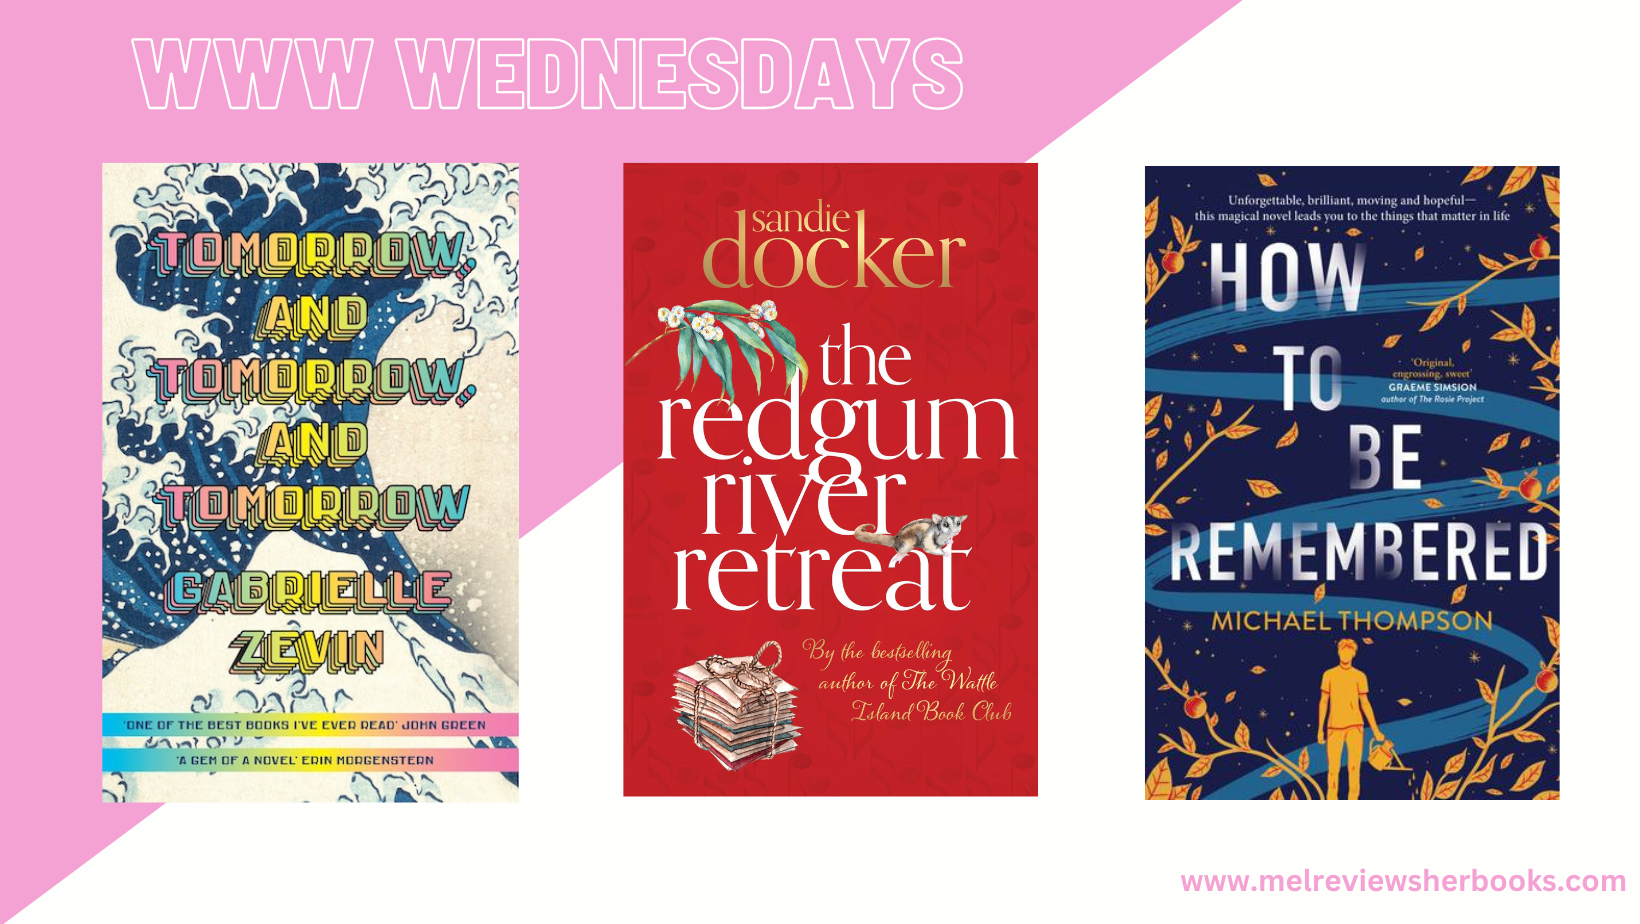 WWW WEDNESDAYS
TOMORROW,
AND
TOMORROW,
AND
TOMORROW
GABRIELLE
ZEVIN
'ONE OF THE BEST BOOKS I'VE EVER READ' JOHN GREEN
'A GEM OF A NOVEL' ERIN MORGENSTERN
sandie
docker
the
redgum
river
retreat
By the bestselling
author of The Wattle
Island Book Club
Unforgettable, brilliant, moving and hopeful—
this magical novel leads you to the things that matter in life
HOW
TO
'Original,
engrossing, sweet'
GRAEME SIMSION
author of The Rosie Project
BE
REMEMBERED
MICHAEL THOMPSON
www.melreviewsherbooks.com